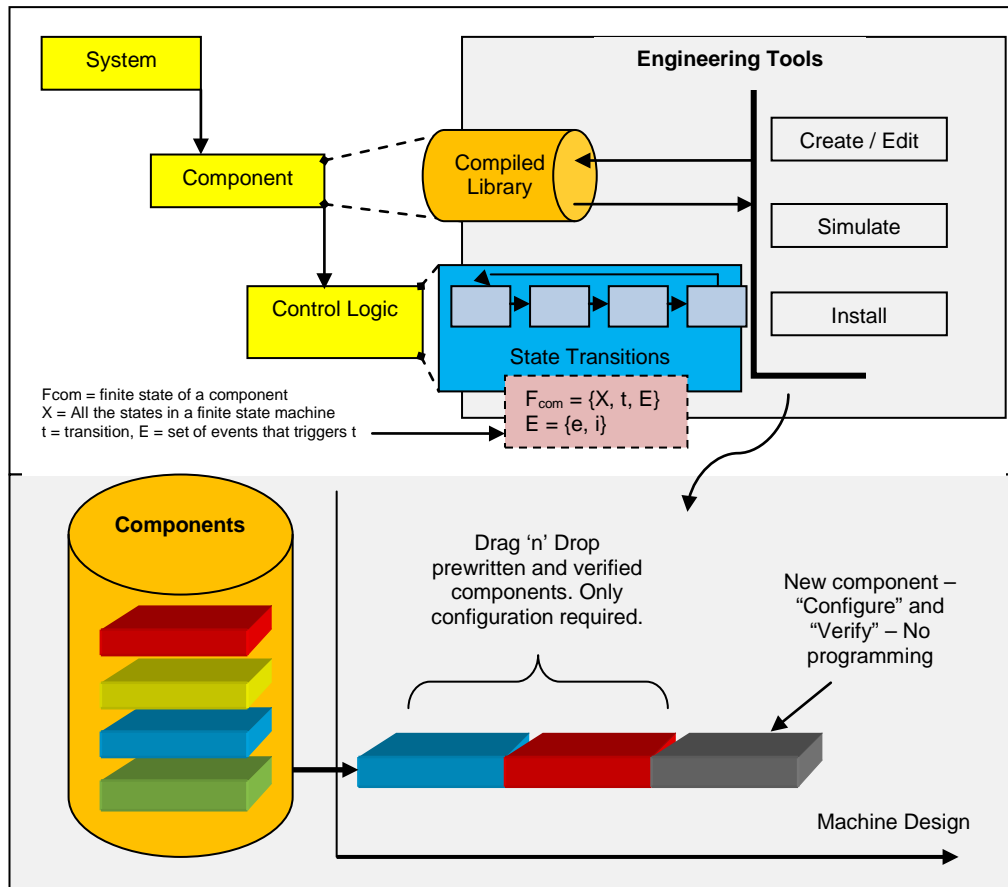 System
Engineering Tools
Component
Compiled
Library
Create / Edit
Simulate
Control Logic
Install
State Transitions
Fcom = finite state of a component
X = All the states in a finite state machine
t = transition, E = set of events that triggers t
Fcom = {X, t, E}
E = {e, i}
Components
Drag ‘n’ Drop
prewritten and verified
components. Only
configuration required.
New component –
“Configure” and
“Verify” – No
programming
Machine Design